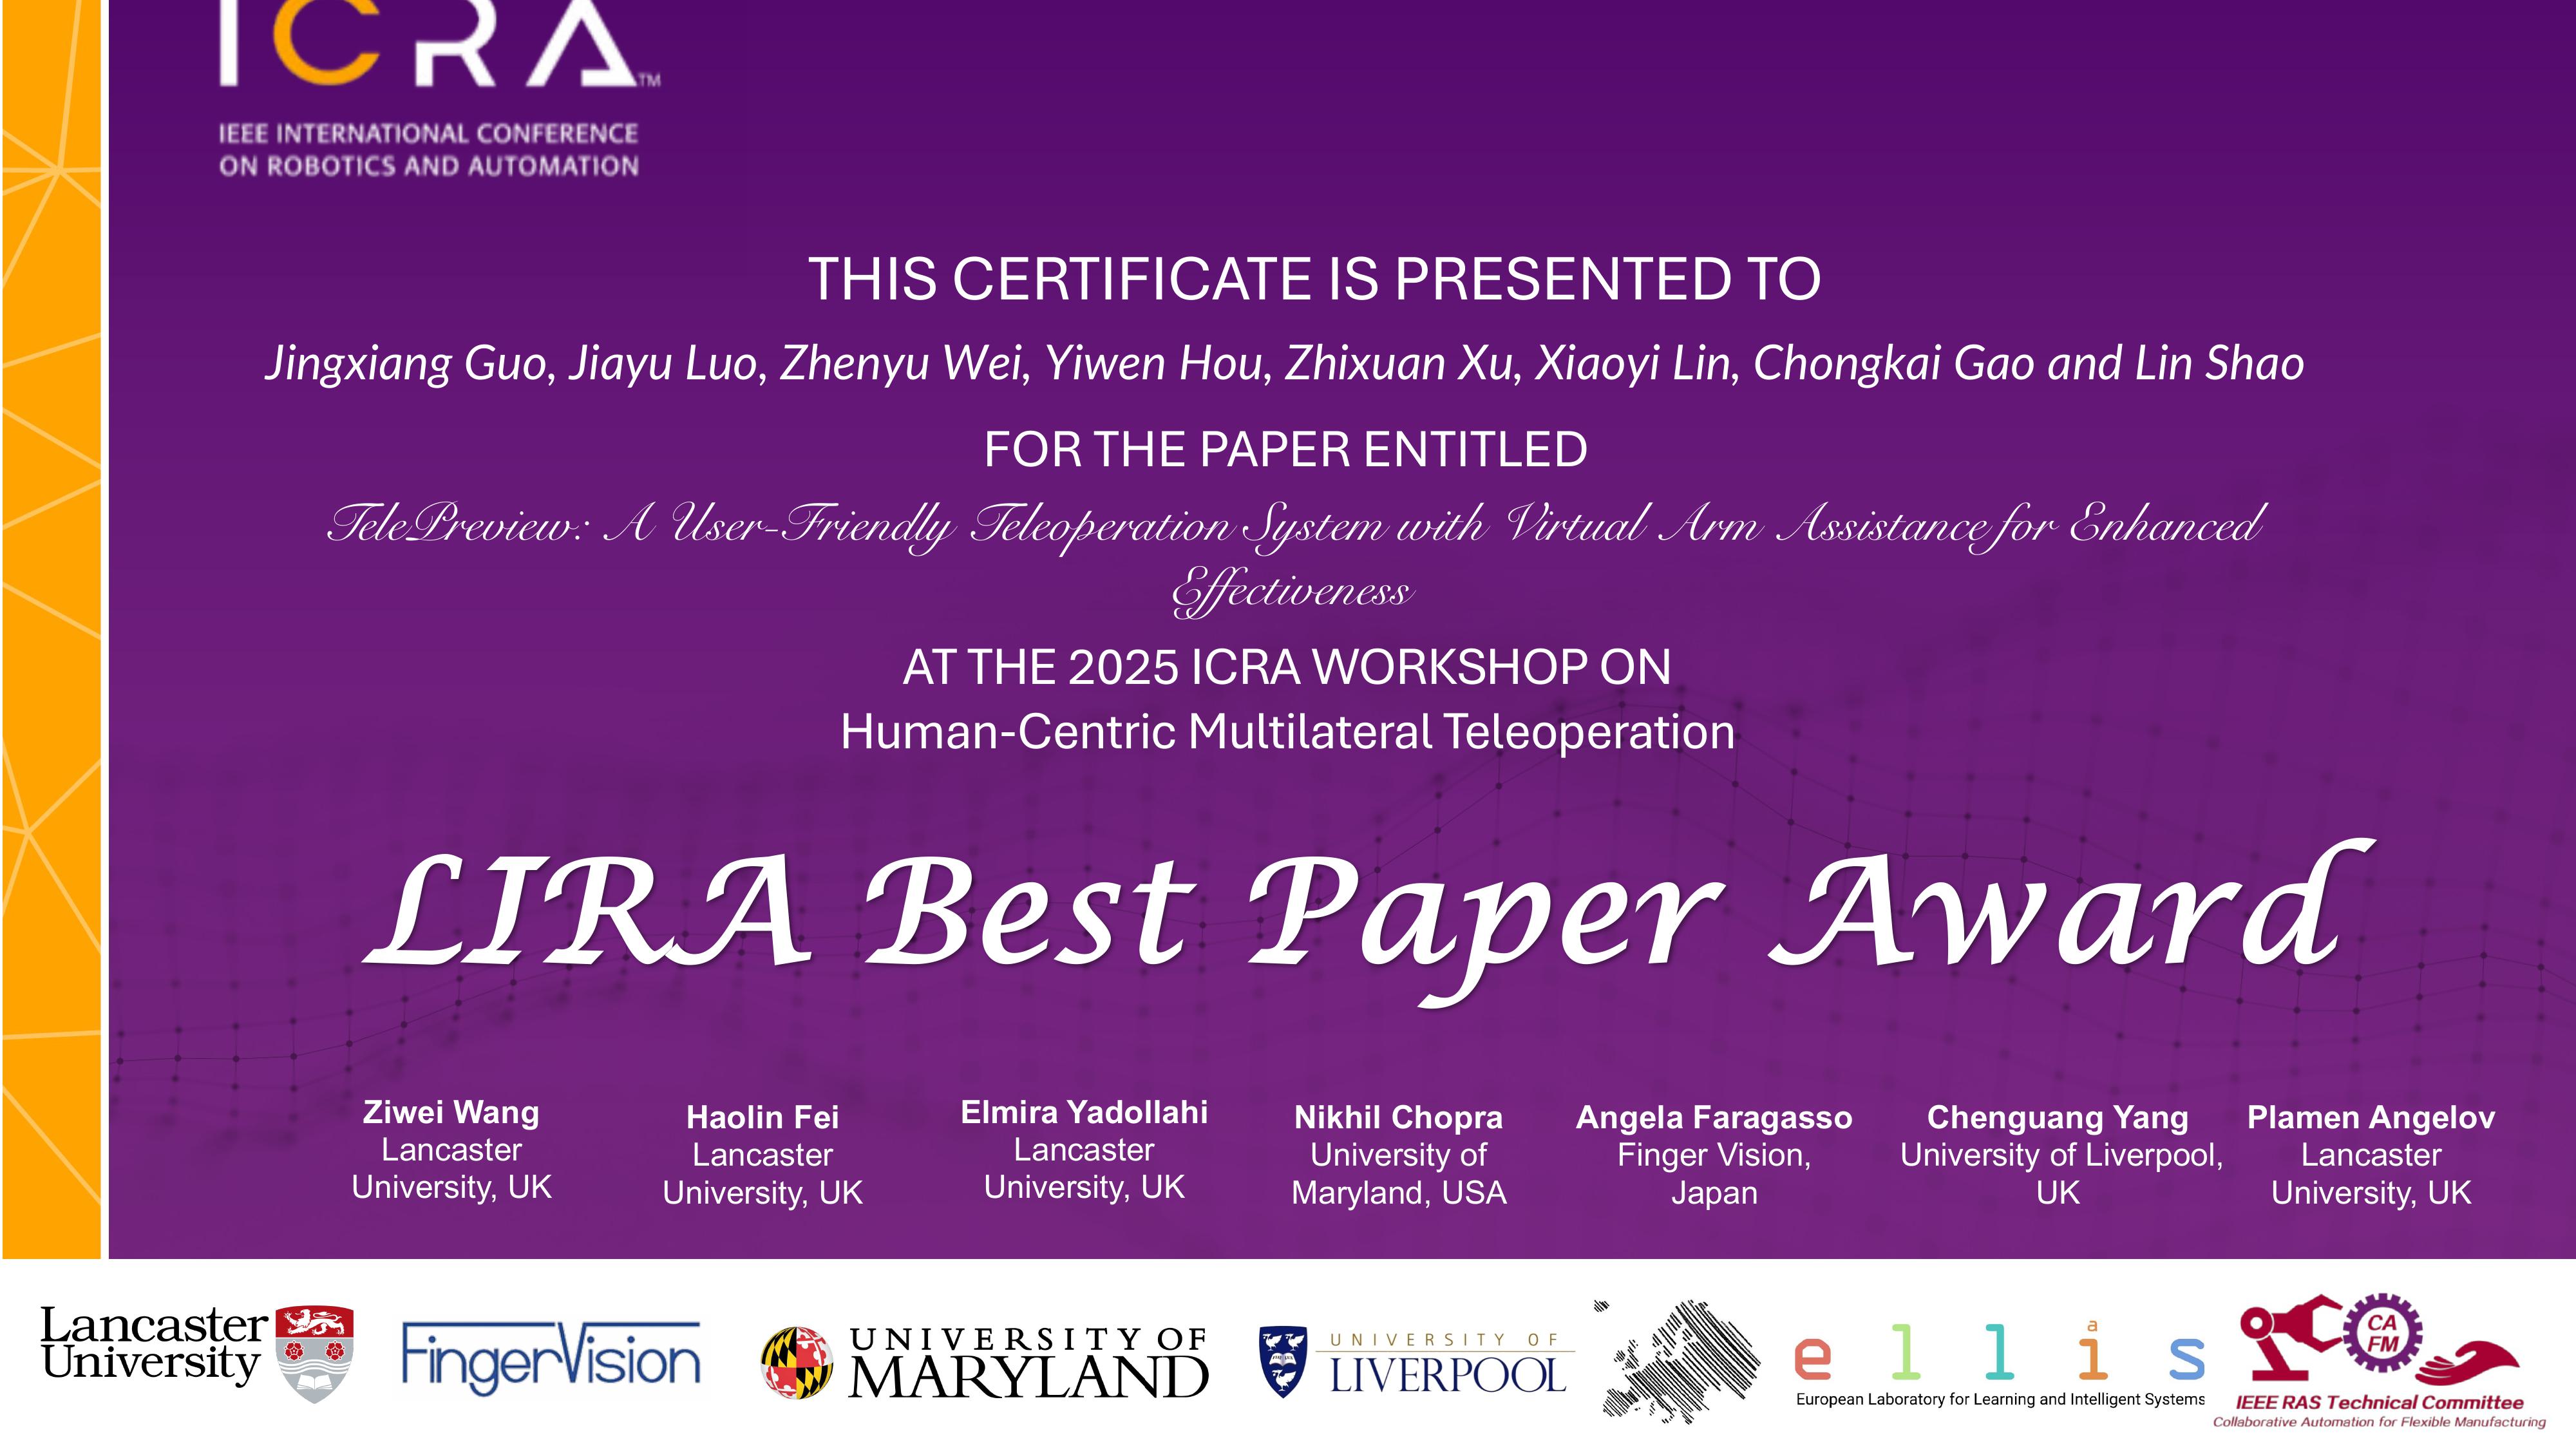 ICRA™
IEEE INTERNATIONAL CONFERENCE
ON ROBOTICS AND AUTOMATION
THIS CERTIFICATE IS PRESENTED TO
Jingxiang Guo, Jiayu Luo, Zhenyu Wei, Yiwen Hou, Zhixuan Xu, Xiaoyi Lin, Chongkai Gao and Lin Shao
FOR THE PAPER ENTITLED
TelePreview: A User-Friendly Teleoperation System with Virtual Arm Assistance for Enhanced
Effectiveness
AT THE 2025 ICRA WORKSHOP ON
Human-Centric Multilateral Teleoperation
LIRA Best Paper Award
Ziwei Wang
Lancaster
University, UK
Haolin Fei
Lancaster
University, UK
Elmira Yadollahi
Lancaster
University, UK
Nikhil Chopra
University of
Maryland, USA
Angela Faragasso
Finger Vision,
Japan
Chenguang Yang
University of Liverpool,
UK
Plamen Angelov
Lancaster
University, UK
Lancaster
University
FingerVision
UNIVERSITY OF
MARYLAND
UNIVERSITY OF
LIVERPOOL
a
e l l i s
European Laboratory for Learning and Intelligent Systems
CA
FM
IEEE RAS Technical Committee
Collaborative Automation for Flexible Manufacturing